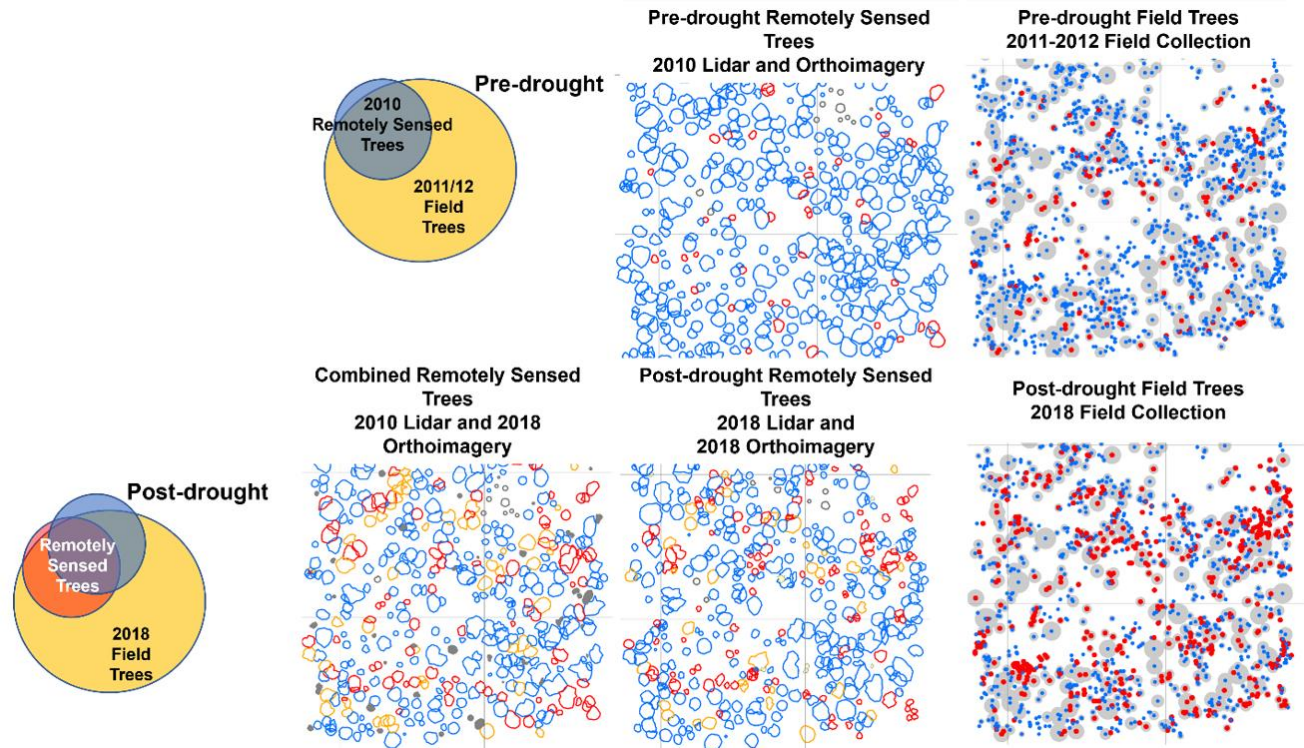 Pre-drought
2010
Remotely Sensed
Trees
2011/12
Field
Trees
Pre-drought Remotely Sensed
Trees
2010 Lidar and Orthoimagery
Pre-drought Field Trees
2011-2012 Field Collection
Post-drought
Remotely
Sensed
Trees
2018
Field
Trees
Combined Remotely Sensed
Trees
2010 Lidar and 2018
Orthoimagery
Post-drought Remotely Sensed
Trees
2018 Lidar and
2018 Orthoimagery
Post-drought Field Trees
2018 Field Collection